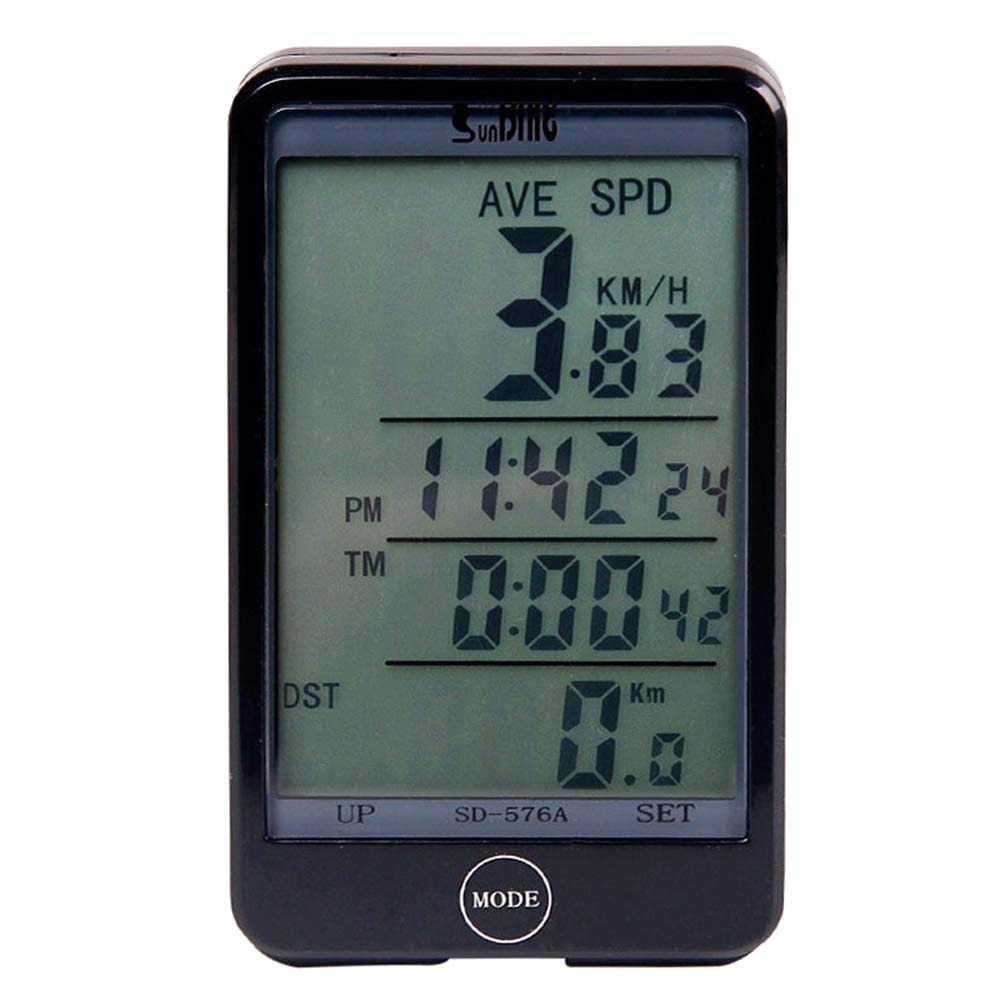 SunDING
AVE SPD
3.83 KM/H
PM 11:42 24
TM 0:00 42
DST 0.0 Km
UP SD-576A SET
MODE